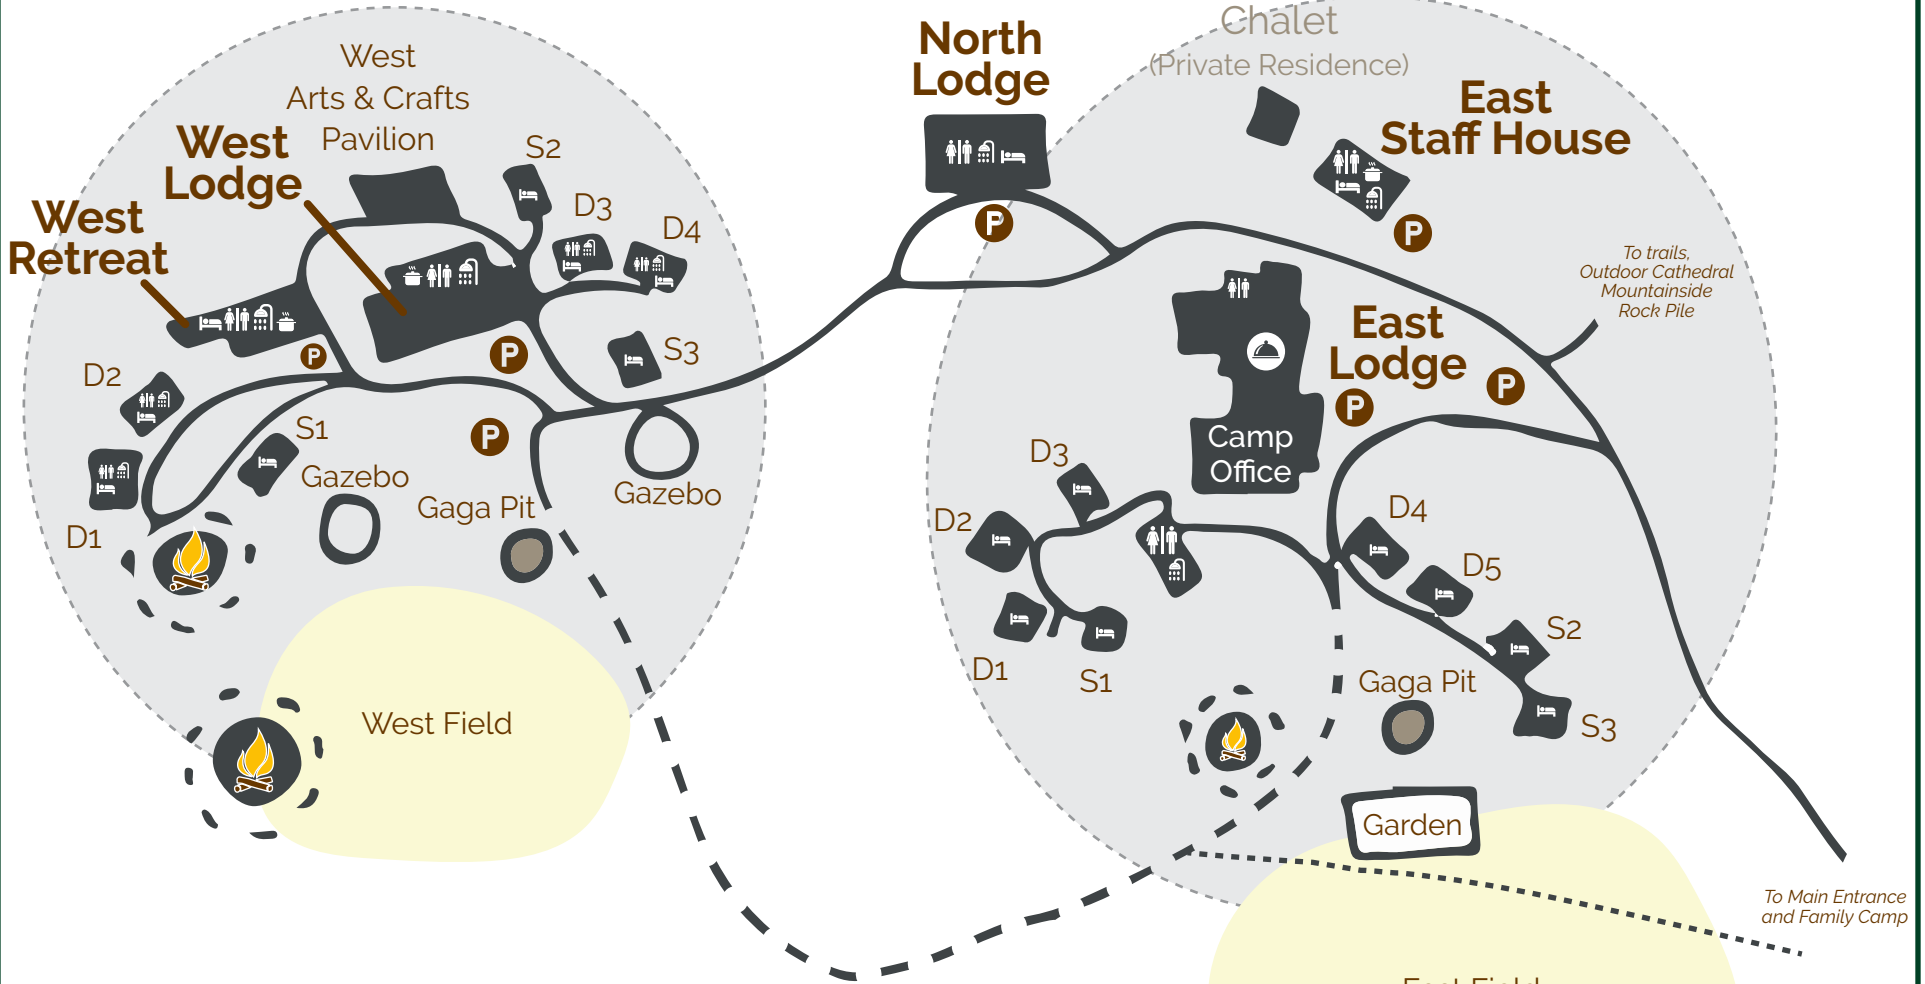 West
Arts & Crafts
Pavilion
West
Lodge
West
Retreat
S2
D3
D4
S3
D2
S1
D1
Gazebo
Gaga Pit
Gazebo
West Field
P
P
P
North
Lodge
P
Chalet
(Private Residence)
East
Staff House
P
To trails,
Outdoor Cathedral
Mountainside
Rock Pile
East
Lodge
P
P
Camp
Office
D3
D2
D1
S1
D4
D5
S2
S3
Gaga Pit
Garden
To Main Entrance
and Family Camp
East Field